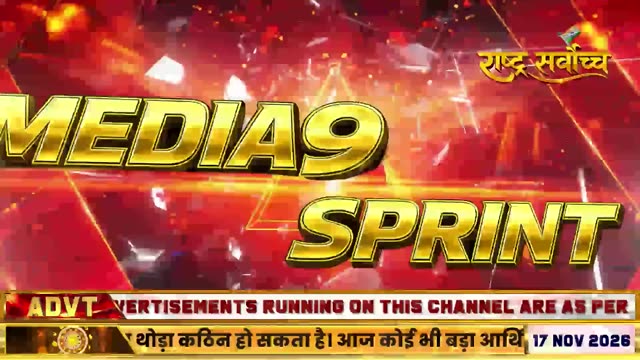 राष्ट्र सर्वोच्च
MEDIA9
SPRINT
ADVT
VERTISEMENTS RUNNING ON THIS CHANNEL ARE AS PER
थोड़ा कठिन हो सकता है। आज कोई भी बड़ा आर्थि
17 NOV 2026